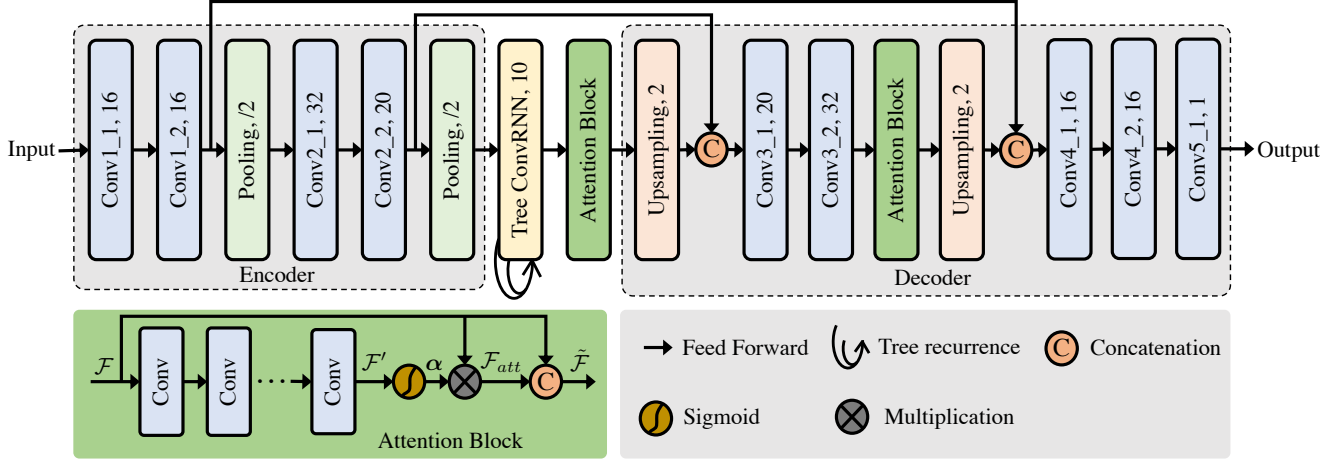 Input
Conv1_1, 16
Conv1_2, 16
Pooling, /2
Conv2_1, 32
Conv2_2, 20
Pooling, /2
Encoder
Tree ConvRNN, 10
Attention Block
Upsampling, 2
C
Conv3_1, 20
Conv3_2, 32
Attention Block
Upsampling, 2
C
Conv4_1, 16
Conv4_2, 16
Conv5_1, 1
Decoder
Output
ℱ
Conv
Conv
...
Conv
ℱ′
α
ℱ_att
C
ℱ̃
Attention Block
Feed Forward
Tree recurrence
C Concatenation
Sigmoid
Multiplication